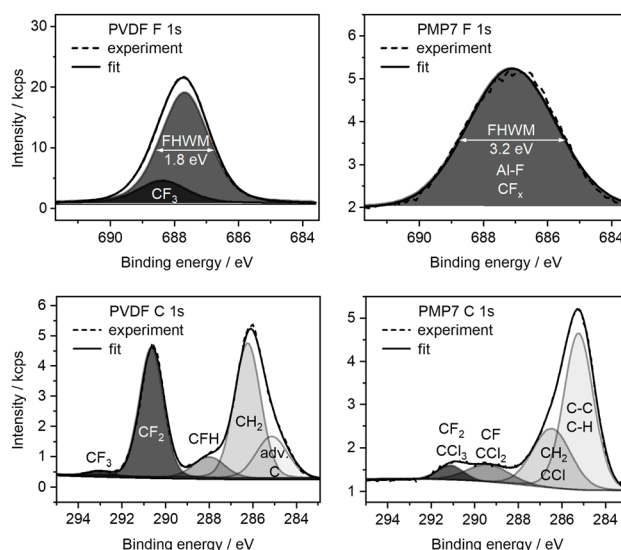 PVDF F 1s
experiment
fit
FHWM
1.8 eV
CF3
Intensity / kcps
30
20
10
0
690
688
686
684
Binding energy / eV
PMP7 F 1s
experiment
fit
FHWM
3.2 eV
Al-F
CFx
6
5
4
3
2
690
688
686
684
Binding energy / eV
PVDF C 1s
experiment
fit
CF3
CF2
CFH
CH2
adv.
C
Intensity / kcps
6
5
4
3
2
1
0
294
292
290
288
286
284
Binding energy / eV
PMP7 C 1s
experiment
fit
CF2
CCl3
CF
CCl2
CH2
CCl
C-C
C-H
5
4
3
2
1
294
292
290
288
286
284
Binding energy / eV